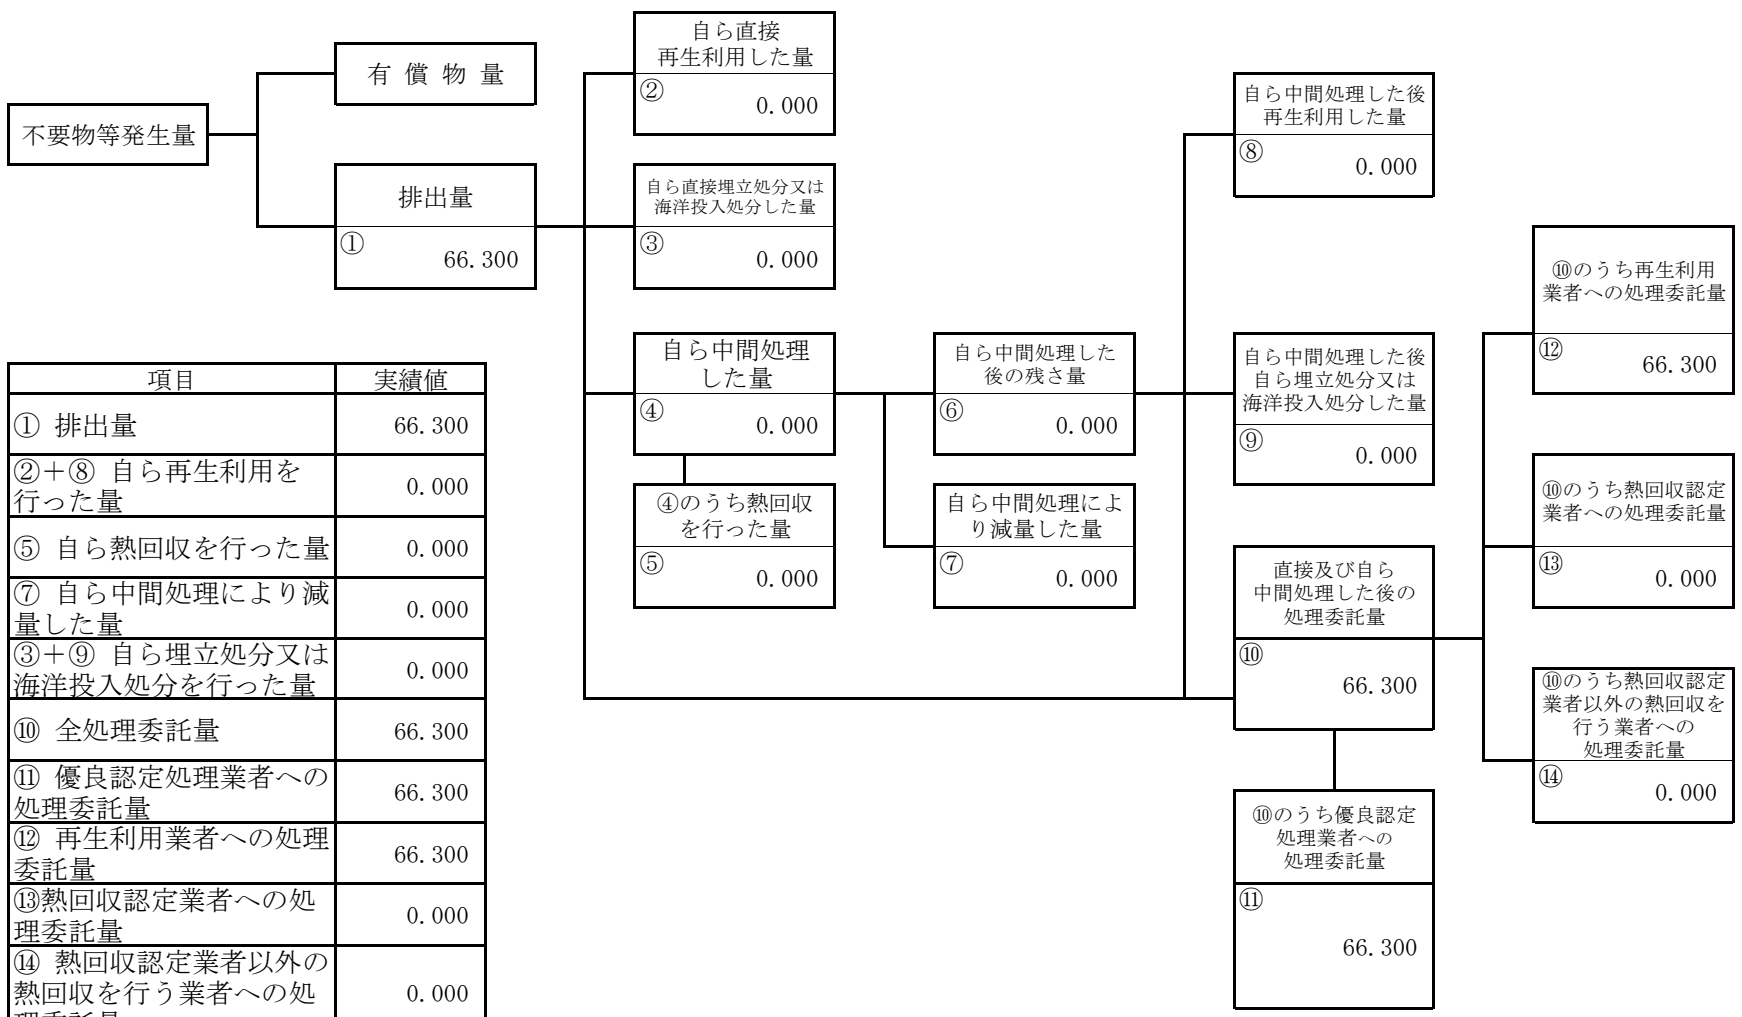 不要物等発生量
有 償 物 量
排出量
①
66.300
自ら直接
再生利用した量
②
0.000
自ら直接埋立処分又は
海洋投入処分した量
③
0.000
自ら中間処理
した量
④
0.000
④のうち熱回収
を行った量
⑤
0.000
自ら中間処理した
後の残さ量
⑥
0.000
自ら中間処理によ
り減量した量
⑦
0.000
自ら中間処理した後
再生利用した量
⑧
0.000
自ら中間処理した後
自ら埋立処分又は
海洋投入処分した量
⑨
0.000
直接及び自ら
中間処理した後の
処理委託量
⑩
66.300
⑩のうち優良認定
処理業者への
処理委託量
⑪
66.300
⑩のうち再生利用
業者への処理委託量
⑫
66.300
⑩のうち熱回収認定
業者への処理委託量
⑬
0.000
⑩のうち熱回収認定
業者以外の熱回収を
行う業者への
処理委託量
⑭
0.000
項目 実績値
① 排出量 66.300
②＋⑧ 自ら再生利用を
行った量 0.000
⑤ 自ら熱回収を行った量 0.000
⑦ 自ら中間処理により減
量した量 0.000
③＋⑨ 自ら埋立処分又は
海洋投入処分を行った量 0.000
⑩ 全処理委託量 66.300
⑪ 優良認定処理業者への
処理委託量 66.300
⑫ 再生利用業者への処理
委託量 66.300
⑬熱回収認定業者への処
理委託量 0.000
⑭ 熱回収認定業者以外の
熱回収を行う業者への処 0.000